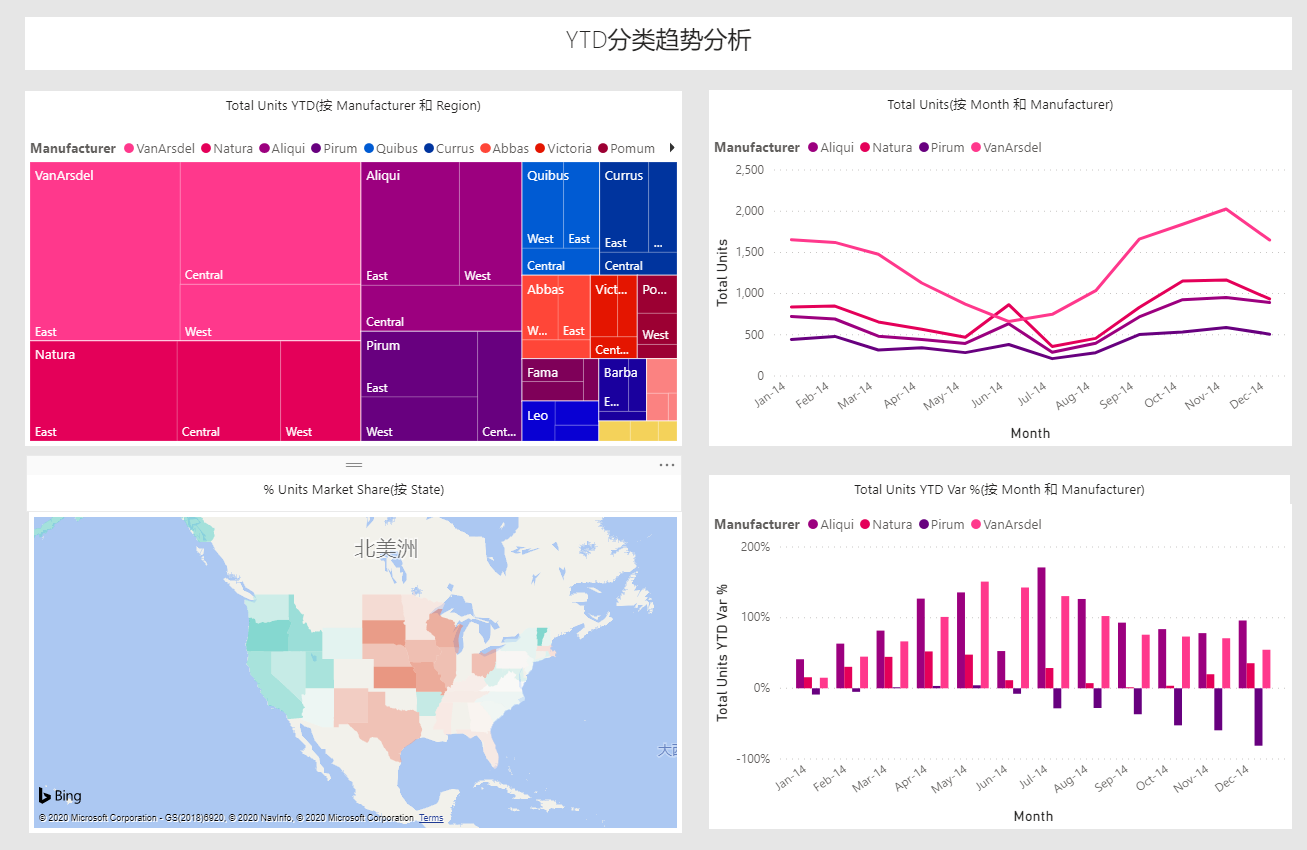 YTD分类趋势分析
Total Units YTD(按 Manufacturer 和 Region)
Manufacturer VanArsdel Natura Aliqui Pirum Quibus Currus Abbas Victoria Pomum
VanArsdel
East
Central
West
Natura
East
Central
West
Aliqui
East
West
Central
Pirum
East
West
Cent...
Quibus
West
East
Central
Currus
East
...
Central
Abbas
W...
East
Vict...
Cent...
Po...
West
Fama
Leo
Barba
E...
Total Units(按 Month 和 Manufacturer)
Manufacturer Aliqui Natura Pirum VanArsdel
Total Units
2,500
2,000
1,500
1,000
500
0
Jan-14 Feb-14 Mar-14 Apr-14 May-14 Jun-14 Jul-14 Aug-14 Sep-14 Oct-14 Nov-14 Dec-14
Month
% Units Market Share(按 State)
北美洲
大西
Bing
© 2020 Microsoft Corporation - GS(2018)6920, © 2020 NavInfo, © 2020 Microsoft Corporation Terms
Total Units YTD Var %(按 Month 和 Manufacturer)
Manufacturer Aliqui Natura Pirum VanArsdel
Total Units YTD Var %
200%
100%
0%
-100%
Jan-14 Feb-14 Mar-14 Apr-14 May-14 Jun-14 Jul-14 Aug-14 Sep-14 Oct-14 Nov-14 Dec-14
Month